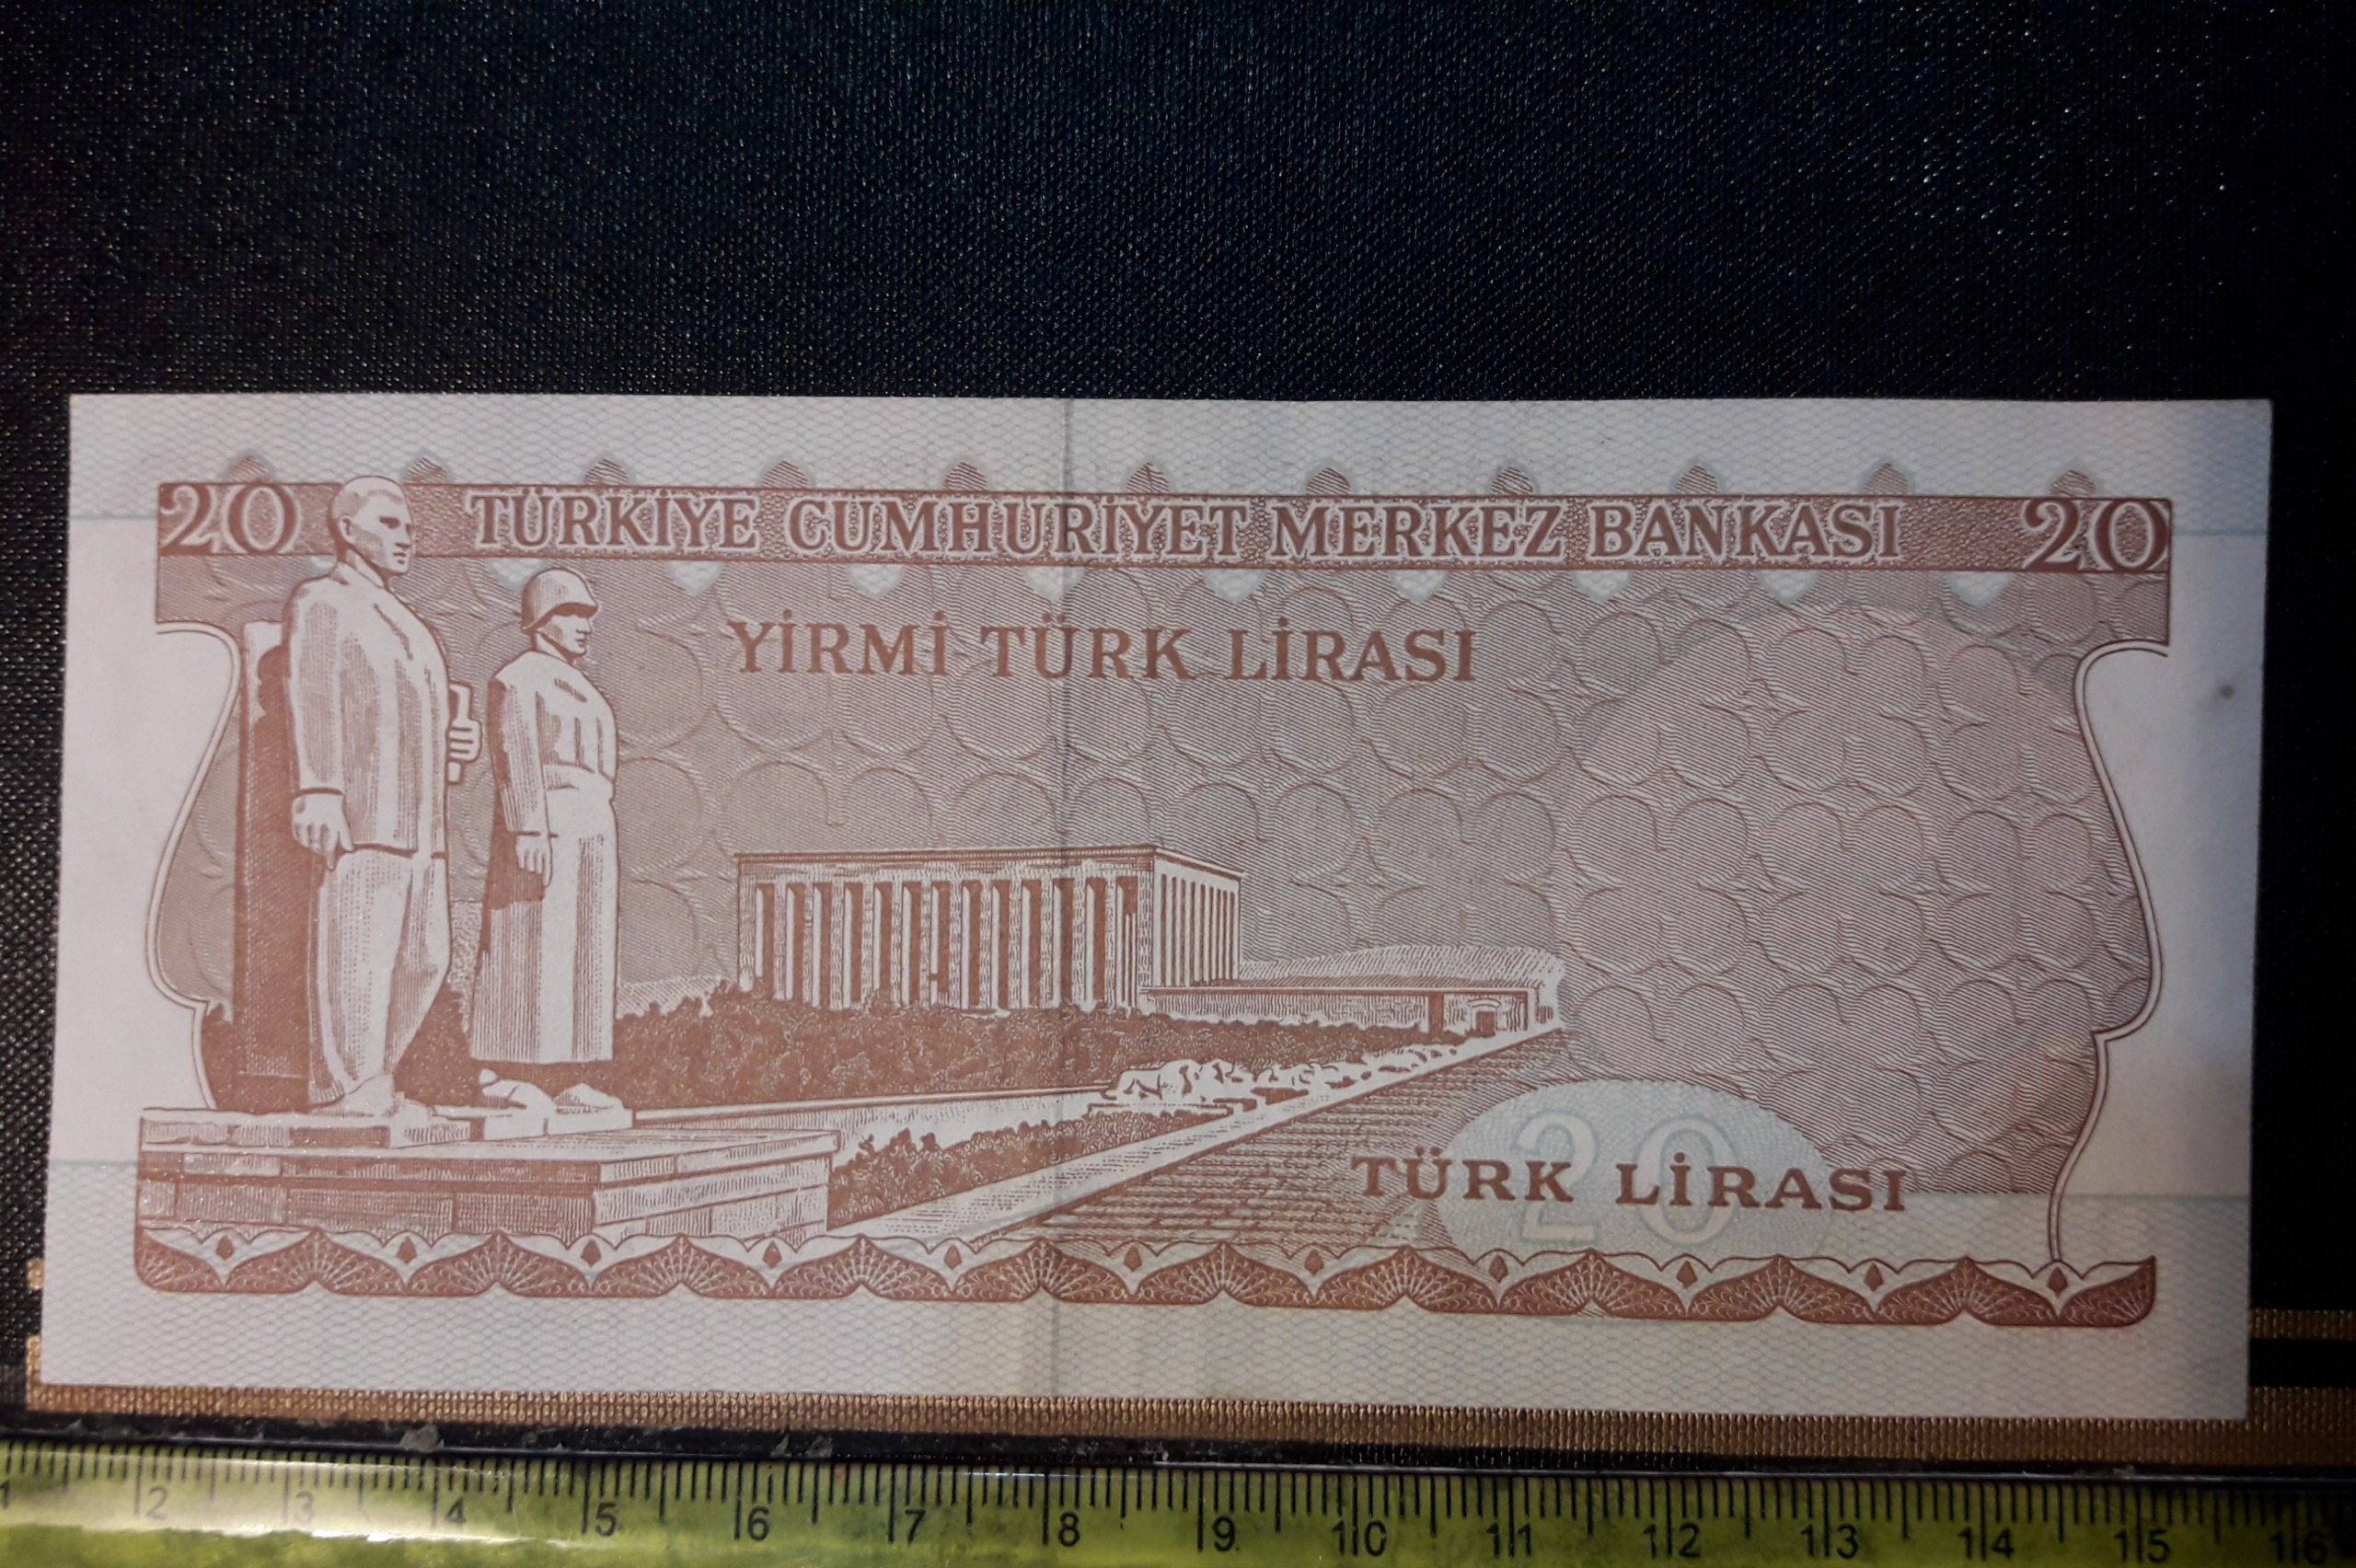 20 TÜRKİYE CUMHURİYET MERKEZ BANKASI 20
YİRMİ TÜRK LİRASI
20
TÜRK LİRASI
1 2 3 4 5 6 7 8 9 10 11 12 13 14 15 16